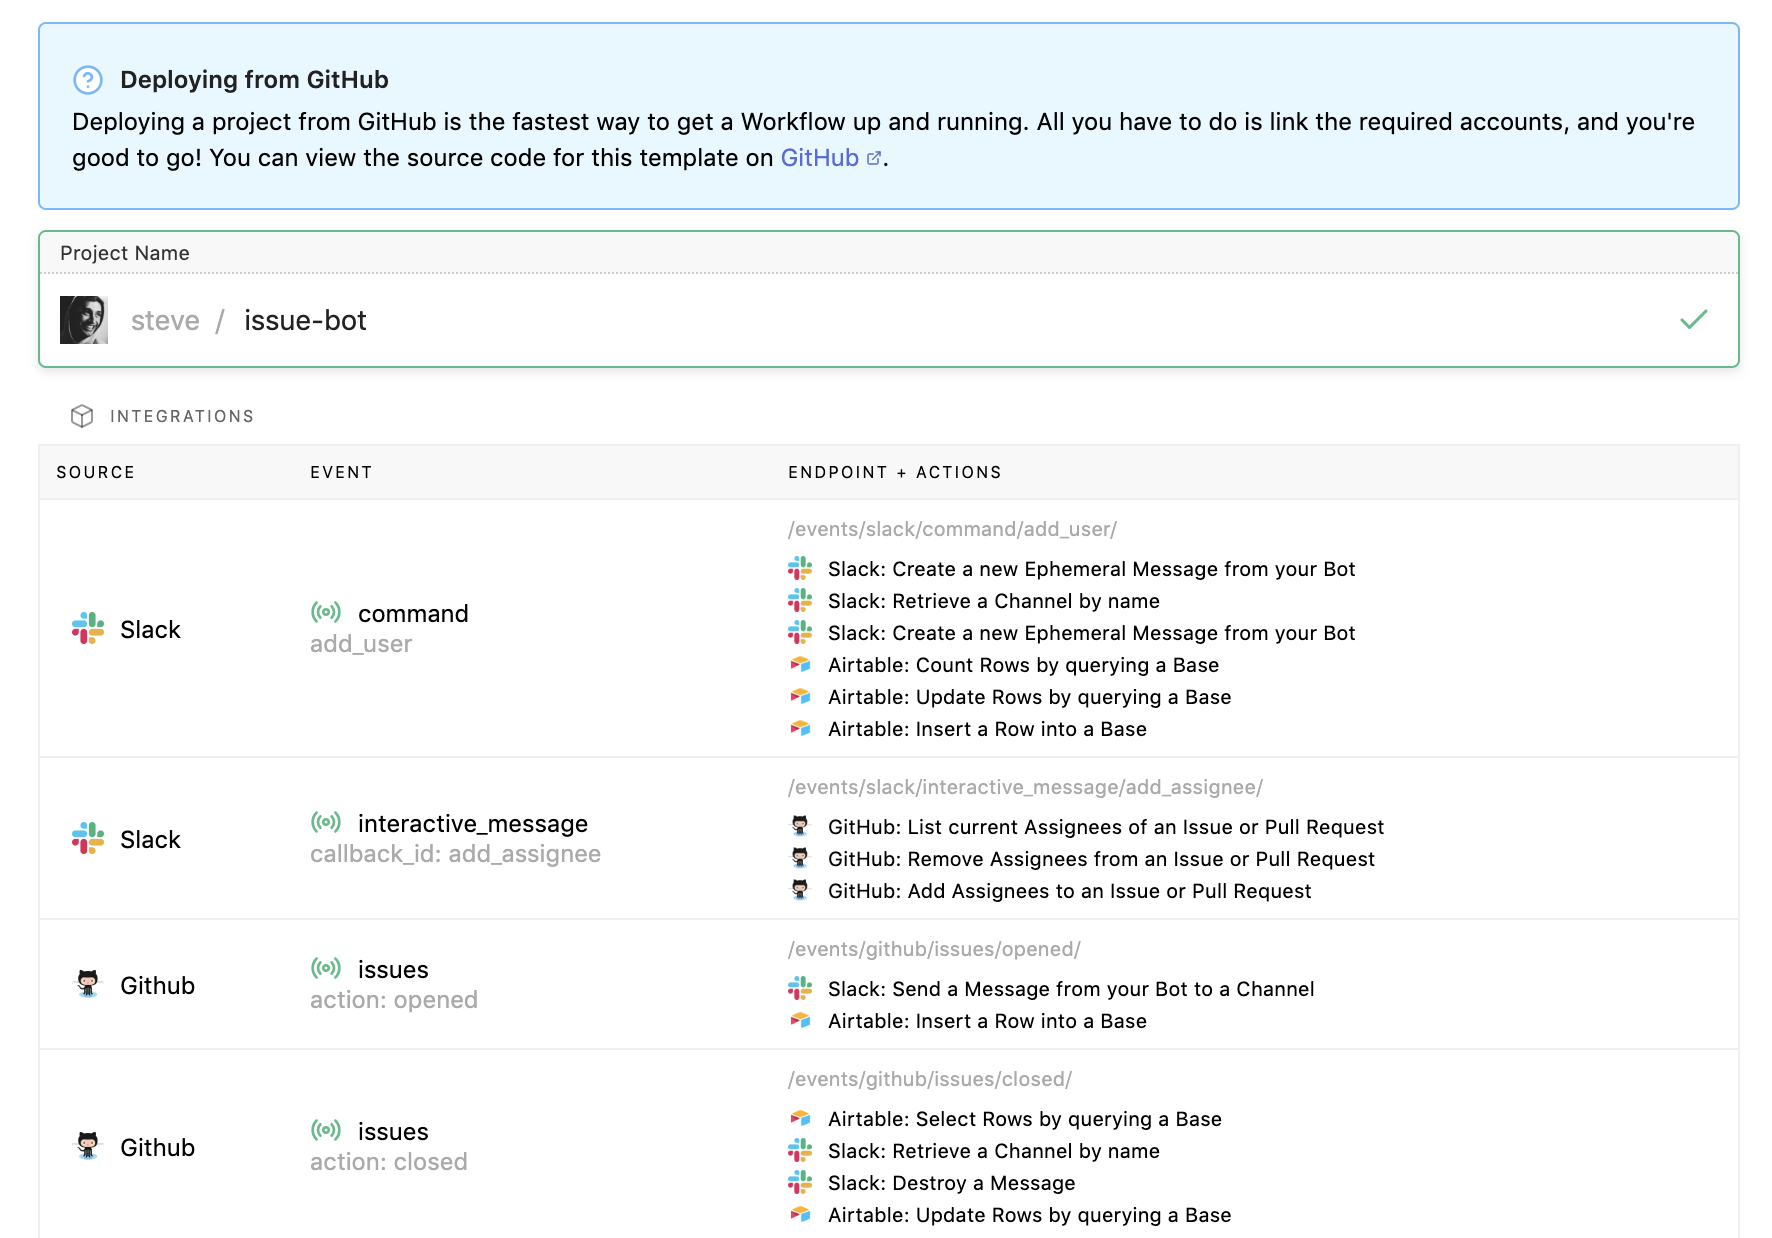 Deploying from GitHub
Deploying a project from GitHub is the fastest way to get a Workflow up and running. All you have to do is link the required accounts, and you're
good to go! You can view the source code for this template on GitHub.
Project Name
steve / issue-bot
INTEGRATIONS
SOURCE EVENT ENDPOINT + ACTIONS
/events/slack/command/add_user/
Slack: Create a new Ephemeral Message from your Bot
Slack: Retrieve a Channel by name
Slack command
add_user
Slack: Create a new Ephemeral Message from your Bot
Airtable: Count Rows by querying a Base
Airtable: Update Rows by querying a Base
Airtable: Insert a Row into a Base
/events/slack/interactive_message/add_assignee/
Slack interactive_message
callback_id: add_assignee
GitHub: List current Assignees of an Issue or Pull Request
GitHub: Remove Assignees from an Issue or Pull Request
GitHub: Add Assignees to an Issue or Pull Request
/events/github/issues/opened/
Github issues
action: opened
Slack: Send a Message from your Bot to a Channel
Airtable: Insert a Row into a Base
/events/github/issues/closed/
Github issues
action: closed
Airtable: Select Rows by querying a Base
Slack: Retrieve a Channel by name
Slack: Destroy a Message
Airtable: Update Rows by querying a Base